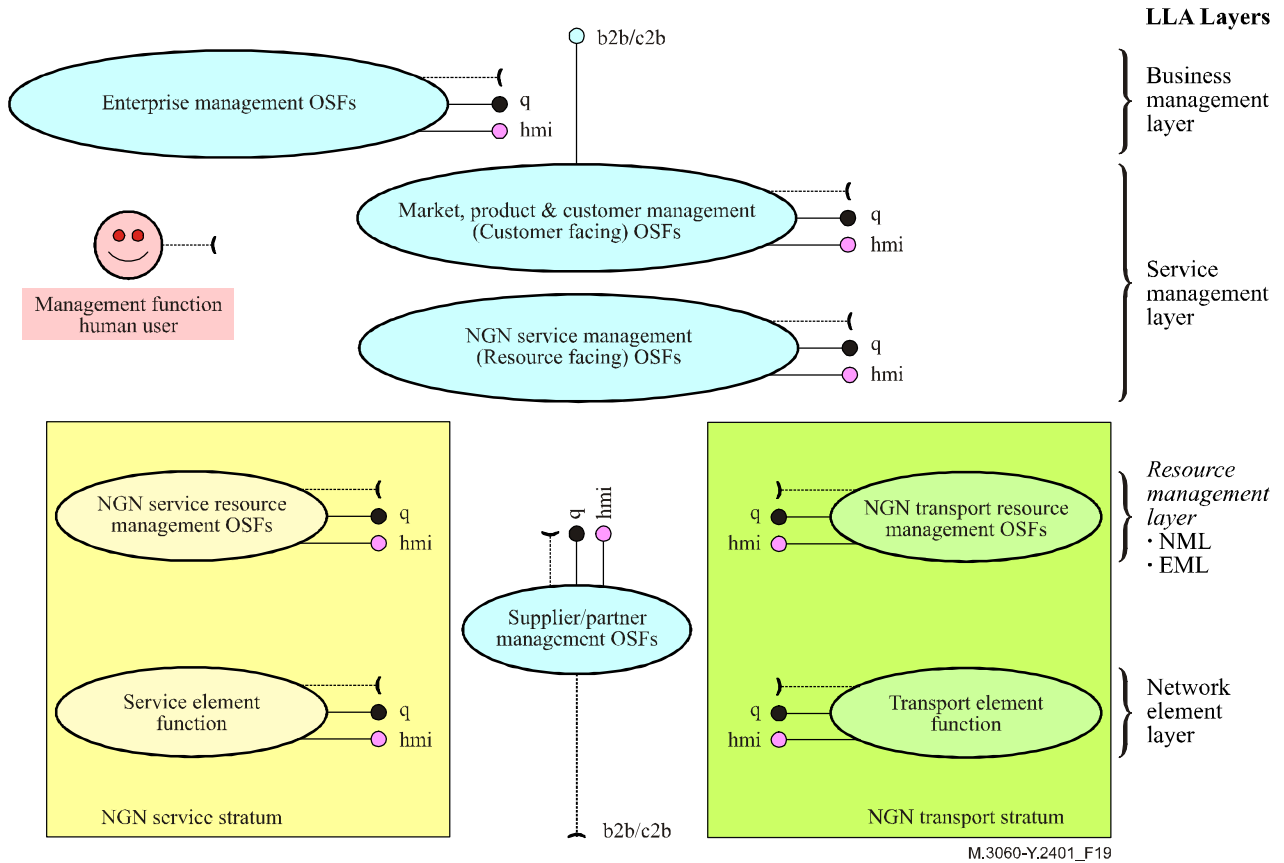 LLA Layers
b2b/c2b
Enterprise management OSFs
q
hmi
Business
management
layer
Market, product & customer management
(Customer facing) OSFs
q
hmi
Management function
human user
Service
management
layer
NGN service management
(Resource facing) OSFs
q
hmi
NGN service resource
management OSFs
q
hmi
q
hmi
Supplier/partner
management OSFs
q
hmi
NGN transport resource
management OSFs
Resource
management
layer
· NML
· EML
Service element
function
q
hmi
q
hmi
Transport element
function
Network
element
layer
NGN service stratum
b2b/c2b
NGN transport stratum
M.3060-Y.2401_F19